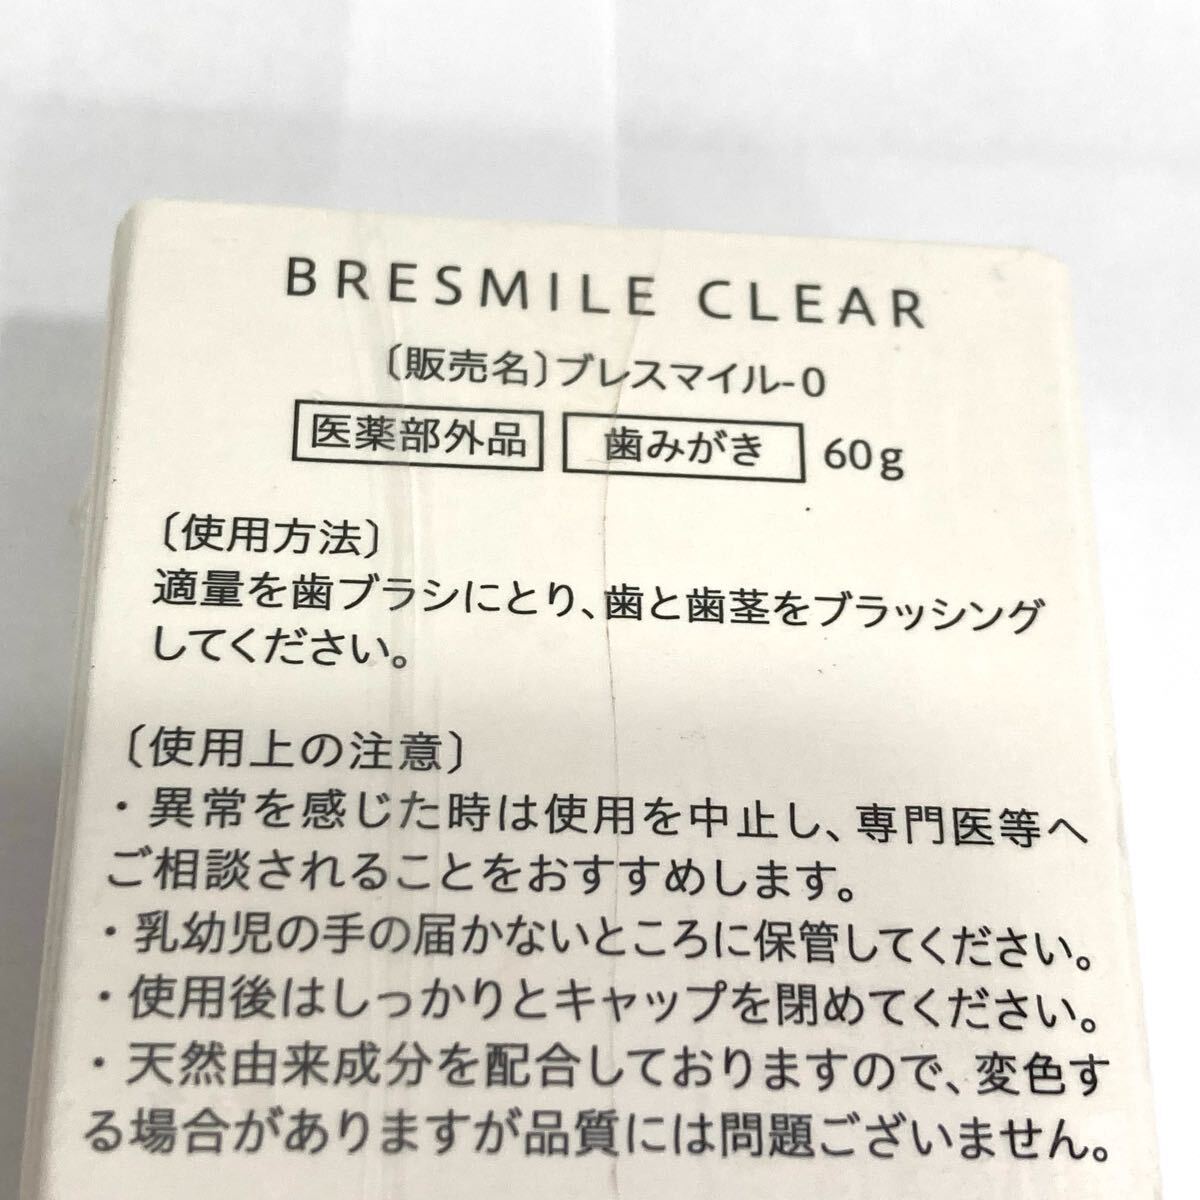 BRESMILE CLEAR
〔販売名〕ブレスマイル-0
医薬部外品 歯みがき 60g
〔使用方法〕
適量を歯ブラシにとり、歯と歯茎をブラッシング
してください。
〔使用上の注意〕
・異常を感じた時は使用を中止し、専門医等へ
ご相談されることをおすすめします。
・乳幼児の手の届かないところに保管してください。
・使用後はしっかりとキャップを閉めてください。
・天然由来成分を配合しておりますので、変色す
る場合がありますが品質には問題ございません。